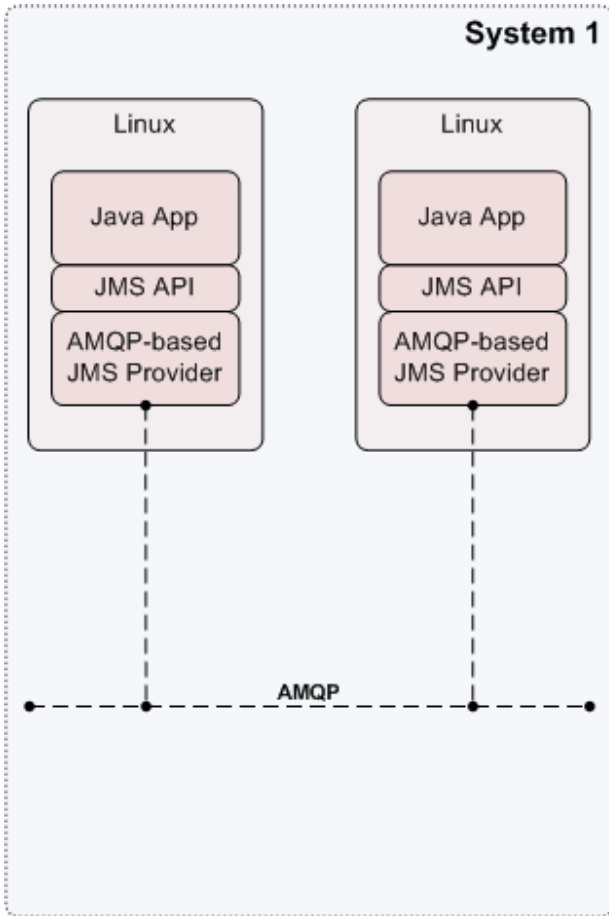 System 1
Linux
Java App
JMS API
AMQP-based
JMS Provider
Linux
Java App
JMS API
AMQP-based
JMS Provider
AMQP